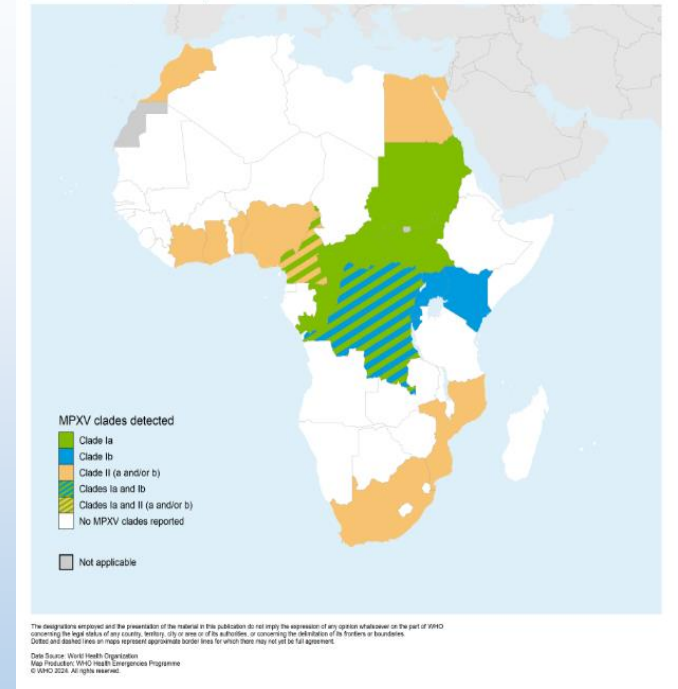 MPXV clades detected
Clade Ia
Clade Ib
Clade II (a and/or b)
Clades Ia and Ib
Clades Ia and II (a and/or b)
No MPXV clades reported
Not applicable
The designations employed and the presentation of the material in this publication do not imply the expression of any opinion whatsoever on the part of WHO
concerning the legal status of any country, territory, city or area or of its authorities, or concerning the delimitation of its frontiers or boundaries.
Dotted and dashed lines on maps represent approximate border lines for which there may not yet be full agreement.
Data Source: World Health Organization
Map Production: WHO Health Emergencies Programme
© WHO 2024. All rights reserved.